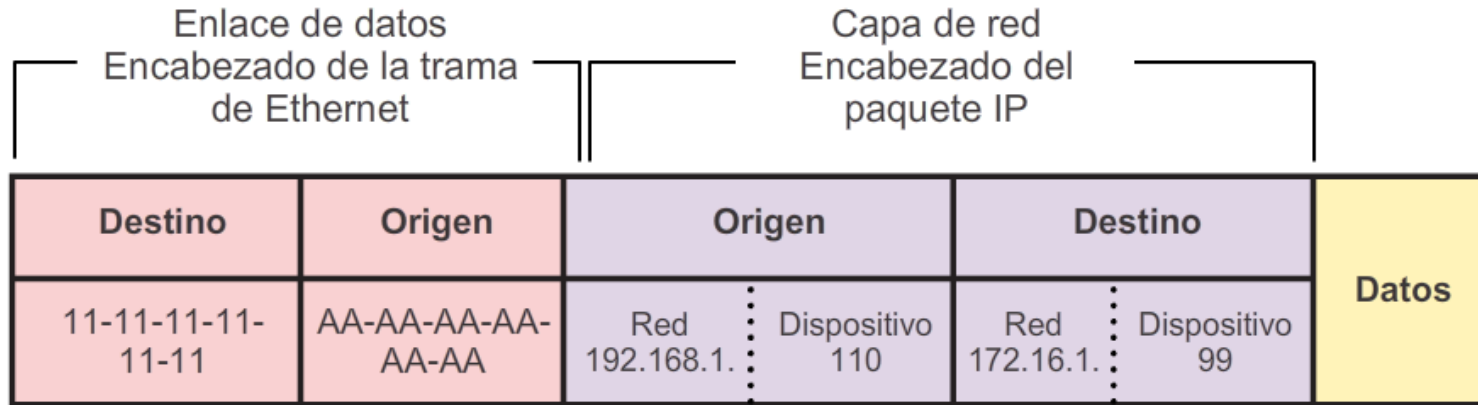 Enlace de datos
Encabezado de la trama
de Ethernet
Capa de red
Encabezado del
paquete IP
Destino
Origen
Origen
Destino
Datos
11-11-11-11-
11-11
AA-AA-AA-AA-
AA-AA
Red
192.168.1.
Dispositivo
110
Red
172.16.1.
Dispositivo
99